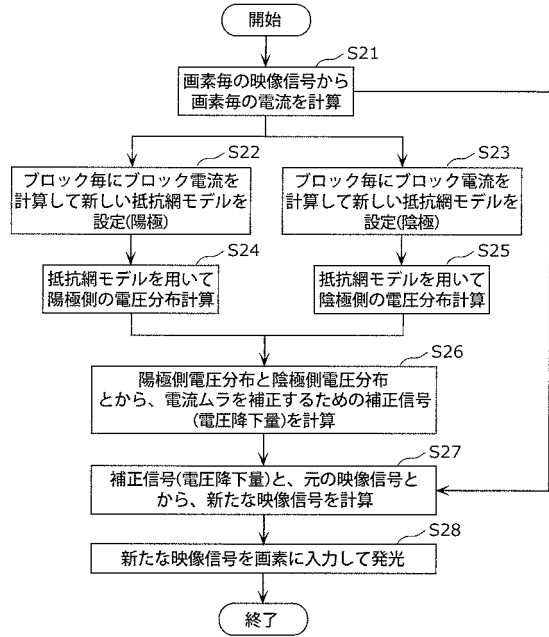 開始
S21
画素毎の映像信号から
画素毎の電流を計算
S22
ブロック毎にブロック電流を
計算して新しい抵抗網モデルを
設定(陽極)
S23
ブロック毎にブロック電流を
計算して新しい抵抗網モデルを
設定(陰極)
S24
抵抗網モデルを用いて
陽極側の電圧分布計算
S25
抵抗網モデルを用いて
陰極側の電圧分布計算
S26
陽極側電圧分布と陰極側電圧分布
とから、電流ムラを補正するための補正信号
(電圧降下量)を計算
S27
補正信号(電圧降下量)と、元の映像信号と
から、新たな映像信号を計算
S28
新たな映像信号を画素に入力して発光
終了